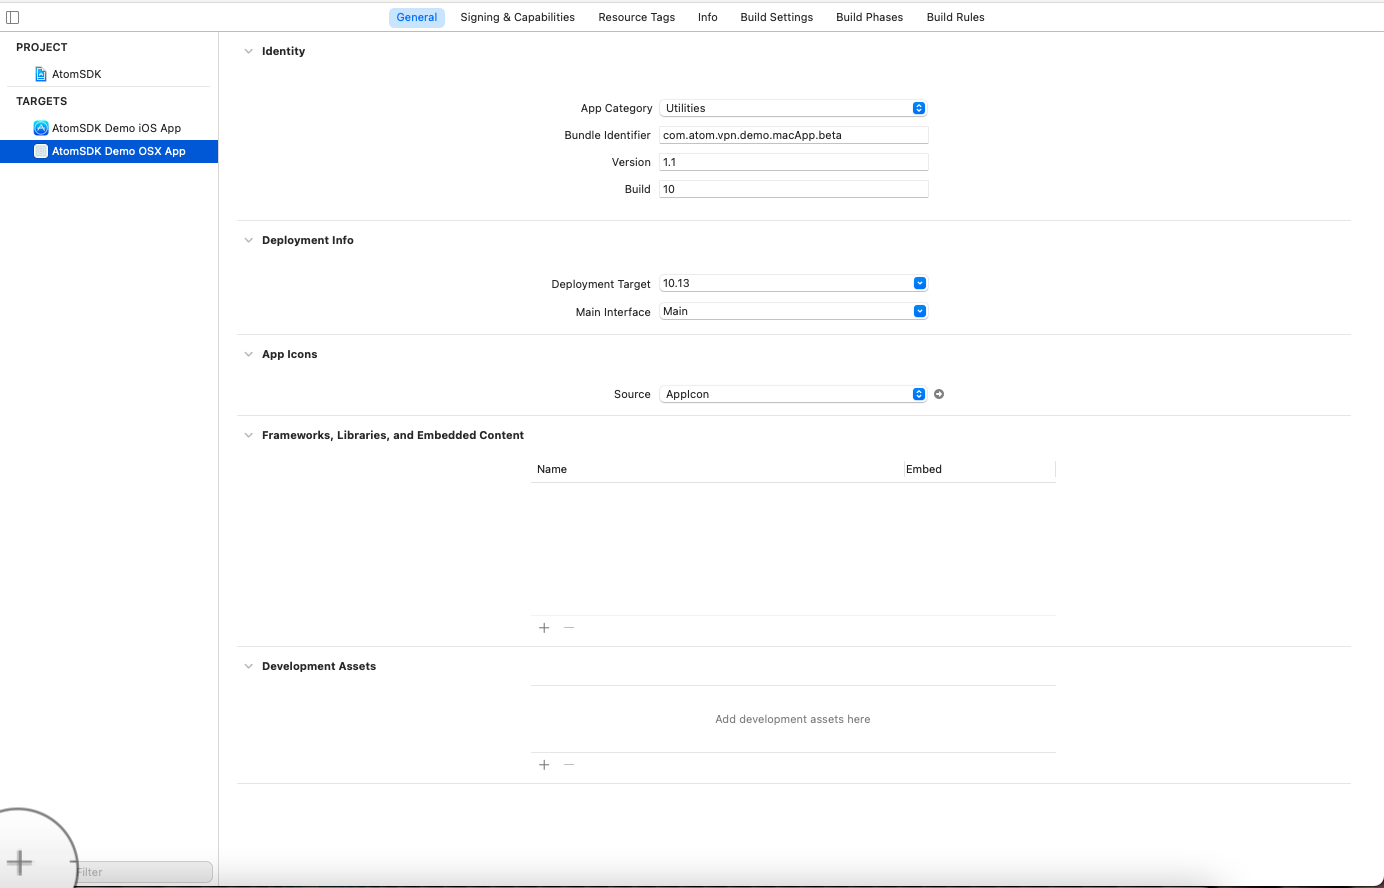 General Signing & Capabilities Resource Tags Info Build Settings Build Phases Build Rules
PROJECT
AtomSDK
TARGETS
AtomSDK Demo iOS App
AtomSDK Demo OSX App
Identity
App Category Utilities
Bundle Identifier com.atom.vpn.demo.macApp.beta
Version 1.1
Build 10
Deployment Info
Deployment Target 10.13
Main Interface Main
App Icons
Source AppIcon
Frameworks, Libraries, and Embedded Content
Name Embed
Development Assets
Add development assets here
Filter